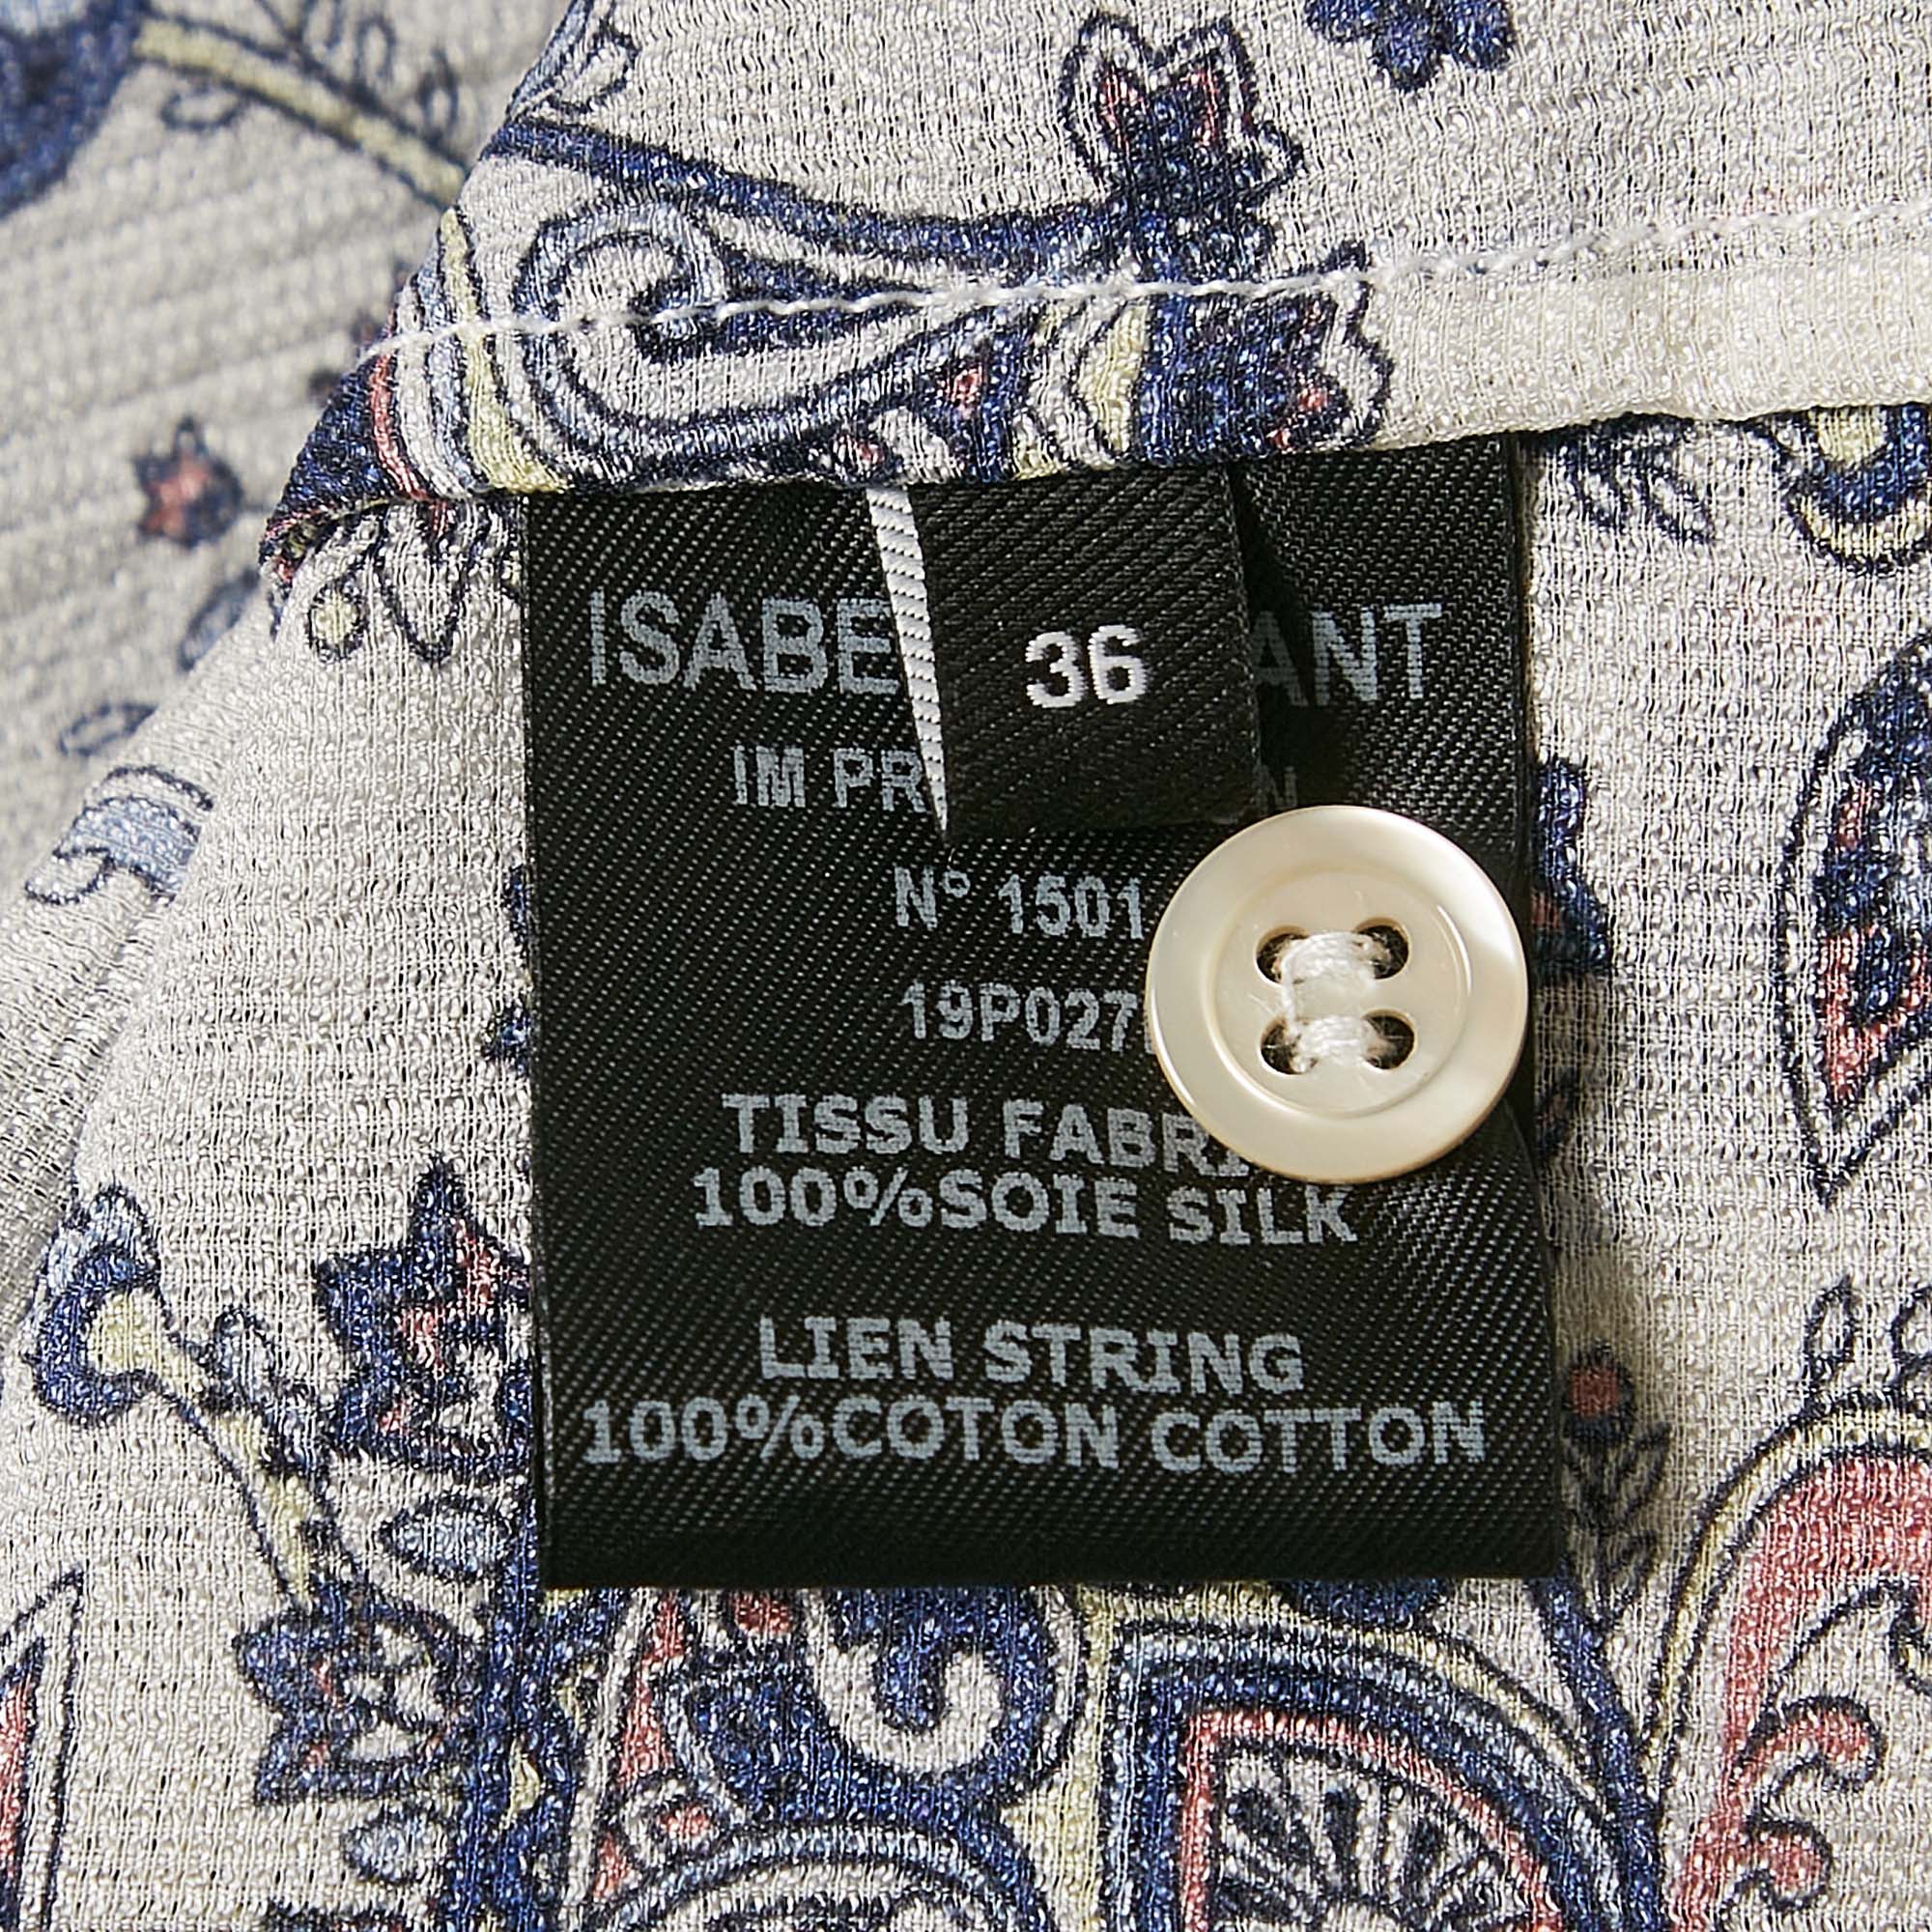 36
ISABE ANT
IM PR N
N° 1501
19P027
TISSU FABRI
100%SOIE SILK
LIEN STRING
100%COTON COTTON